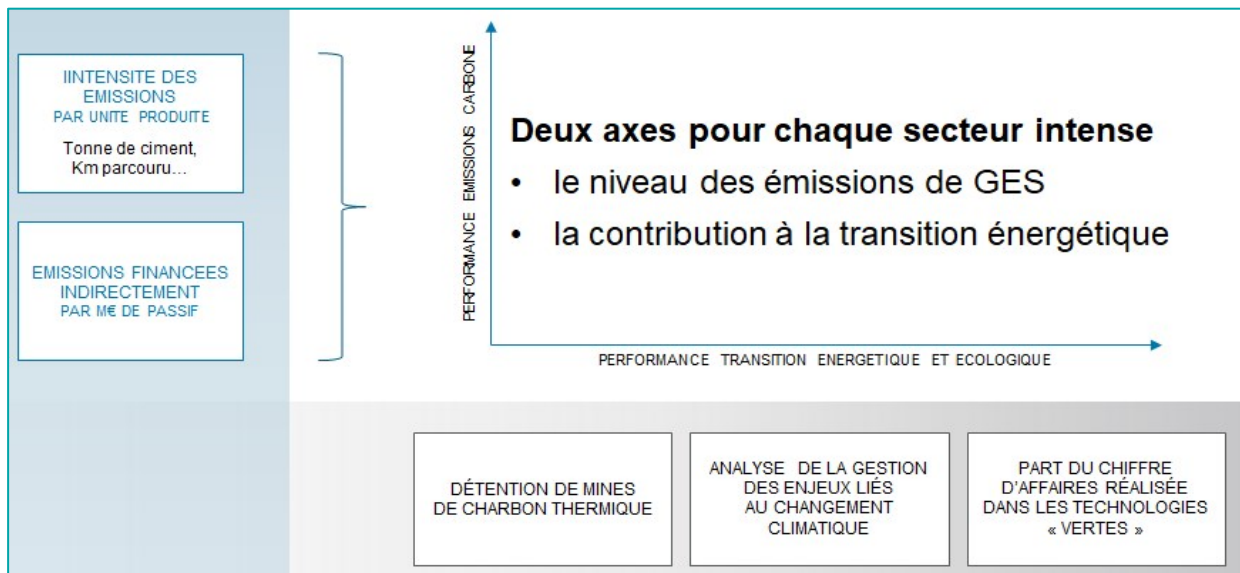 IINTENSITE DES
EMISSIONS
PAR UNITE PRODUITE
Tonne de ciment,
Km parcouru…
EMISSIONS FINANCEES
INDIRECTEMENT
PAR M€ DE PASSIF
PERFORMANCE EMISSIONS CARBONE
Deux axes pour chaque secteur intense
• le niveau des émissions de GES
• la contribution à la transition énergétique
PERFORMANCE TRANSITION ENERGETIQUE ET ECOLOGIQUE
DÉTENTION DE MINES
DE CHARBON THERMIQUE
ANALYSE DE LA GESTION
DES ENJEUX LIÉS
AU CHANGEMENT
CLIMATIQUE
PART DU CHIFFRE
D'AFFAIRES RÉALISÉE
DANS LES TECHNOLOGIES
« VERTES »